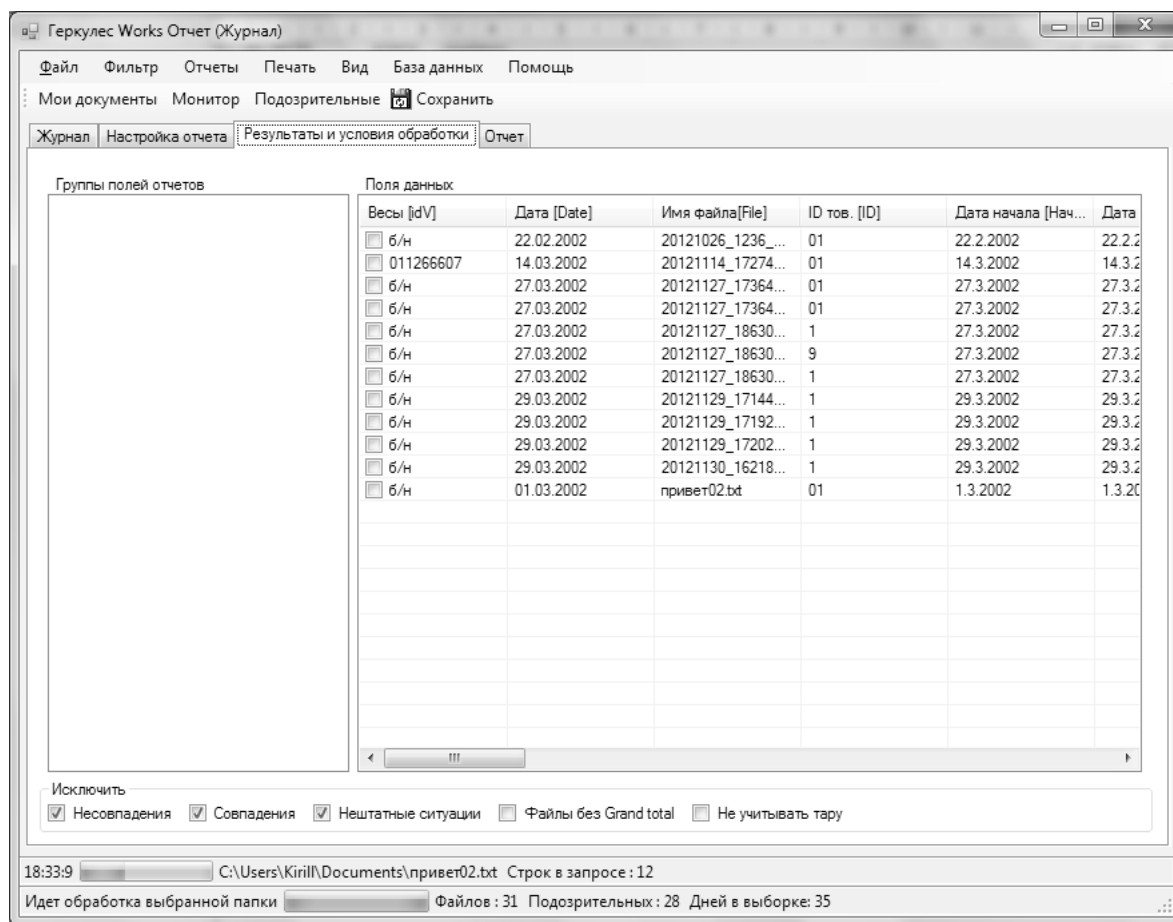 Геркулес Works Отчет (Журнал)
Файл Фильтр Отчеты Печать Вид База данных Помощь
Мои документы Монитор Подозрительные Сохранить
Журнал Настройка отчета Результаты и условия обработки Отчет
Группы полей отчетов Поля данных
Весы [idV] Дата [Date] Имя файла[File] ID тов. [ID] Дата начала [Нач... Дата
б/н 22.02.2002 20121026_1236_... 01 22.2.2002 22.2.2
011266607 14.03.2002 20121114_17274... 01 14.3.2002 14.3.2
б/н 27.03.2002 20121127_17364... 01 27.3.2002 27.3.2
б/н 27.03.2002 20121127_17364... 01 27.3.2002 27.3.2
б/н 27.03.2002 20121127_18630... 1 27.3.2002 27.3.2
б/н 27.03.2002 20121127_18630... 9 27.3.2002 27.3.2
б/н 27.03.2002 20121127_18630... 1 27.3.2002 27.3.2
б/н 29.03.2002 20121129_17144... 1 29.3.2002 29.3.2
б/н 29.03.2002 20121129_17192... 1 29.3.2002 29.3.2
б/н 29.03.2002 20121129_17202... 1 29.3.2002 29.3.2
б/н 29.03.2002 20121130_16218... 1 29.3.2002 29.3.2
б/н 01.03.2002 привет02.txt 01 1.3.2002 1.3.20
Исключить
Несовпадения Совпадения Нештатные ситуации Файлы без Grand total Не учитывать тару
18:33:9 C:\Users\Kirill\Documents\привет02.txt Строк в запросе : 12
Идет обработка выбранной папки Файлов : 31 Подозрительных : 28 Дней в выборке: 35